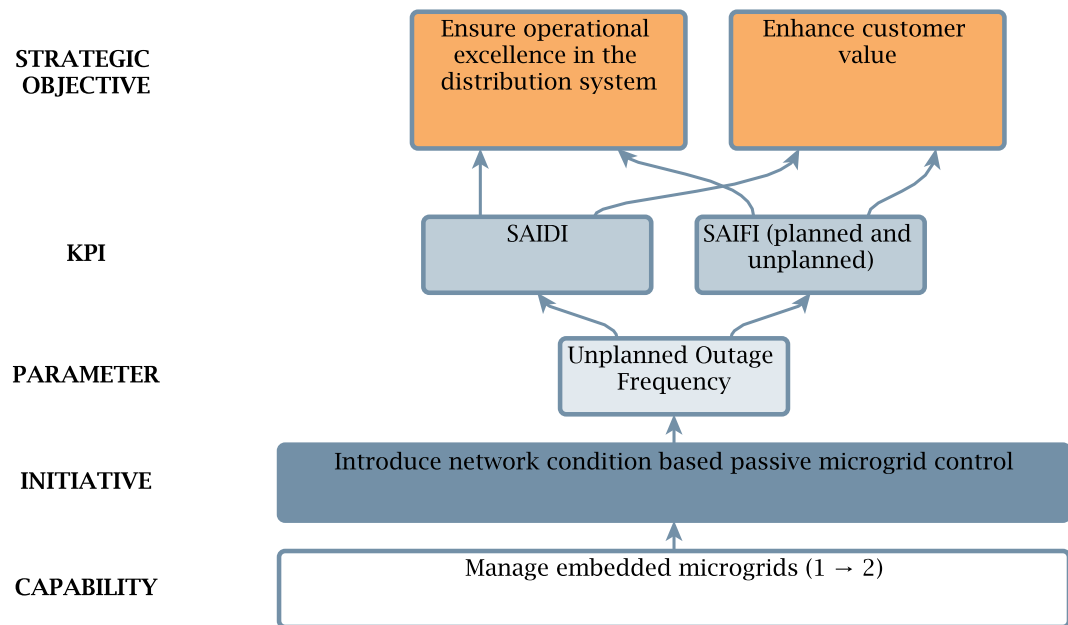 STRATEGIC
OBJECTIVE
Ensure operational
excellence in the
distribution system
Enhance customer
value
KPI
SAIDI
SAIFI (planned and
unplanned)
PARAMETER
Unplanned Outage
Frequency
INITIATIVE
Introduce network condition based passive microgrid control
CAPABILITY
Manage embedded microgrids (1 → 2)